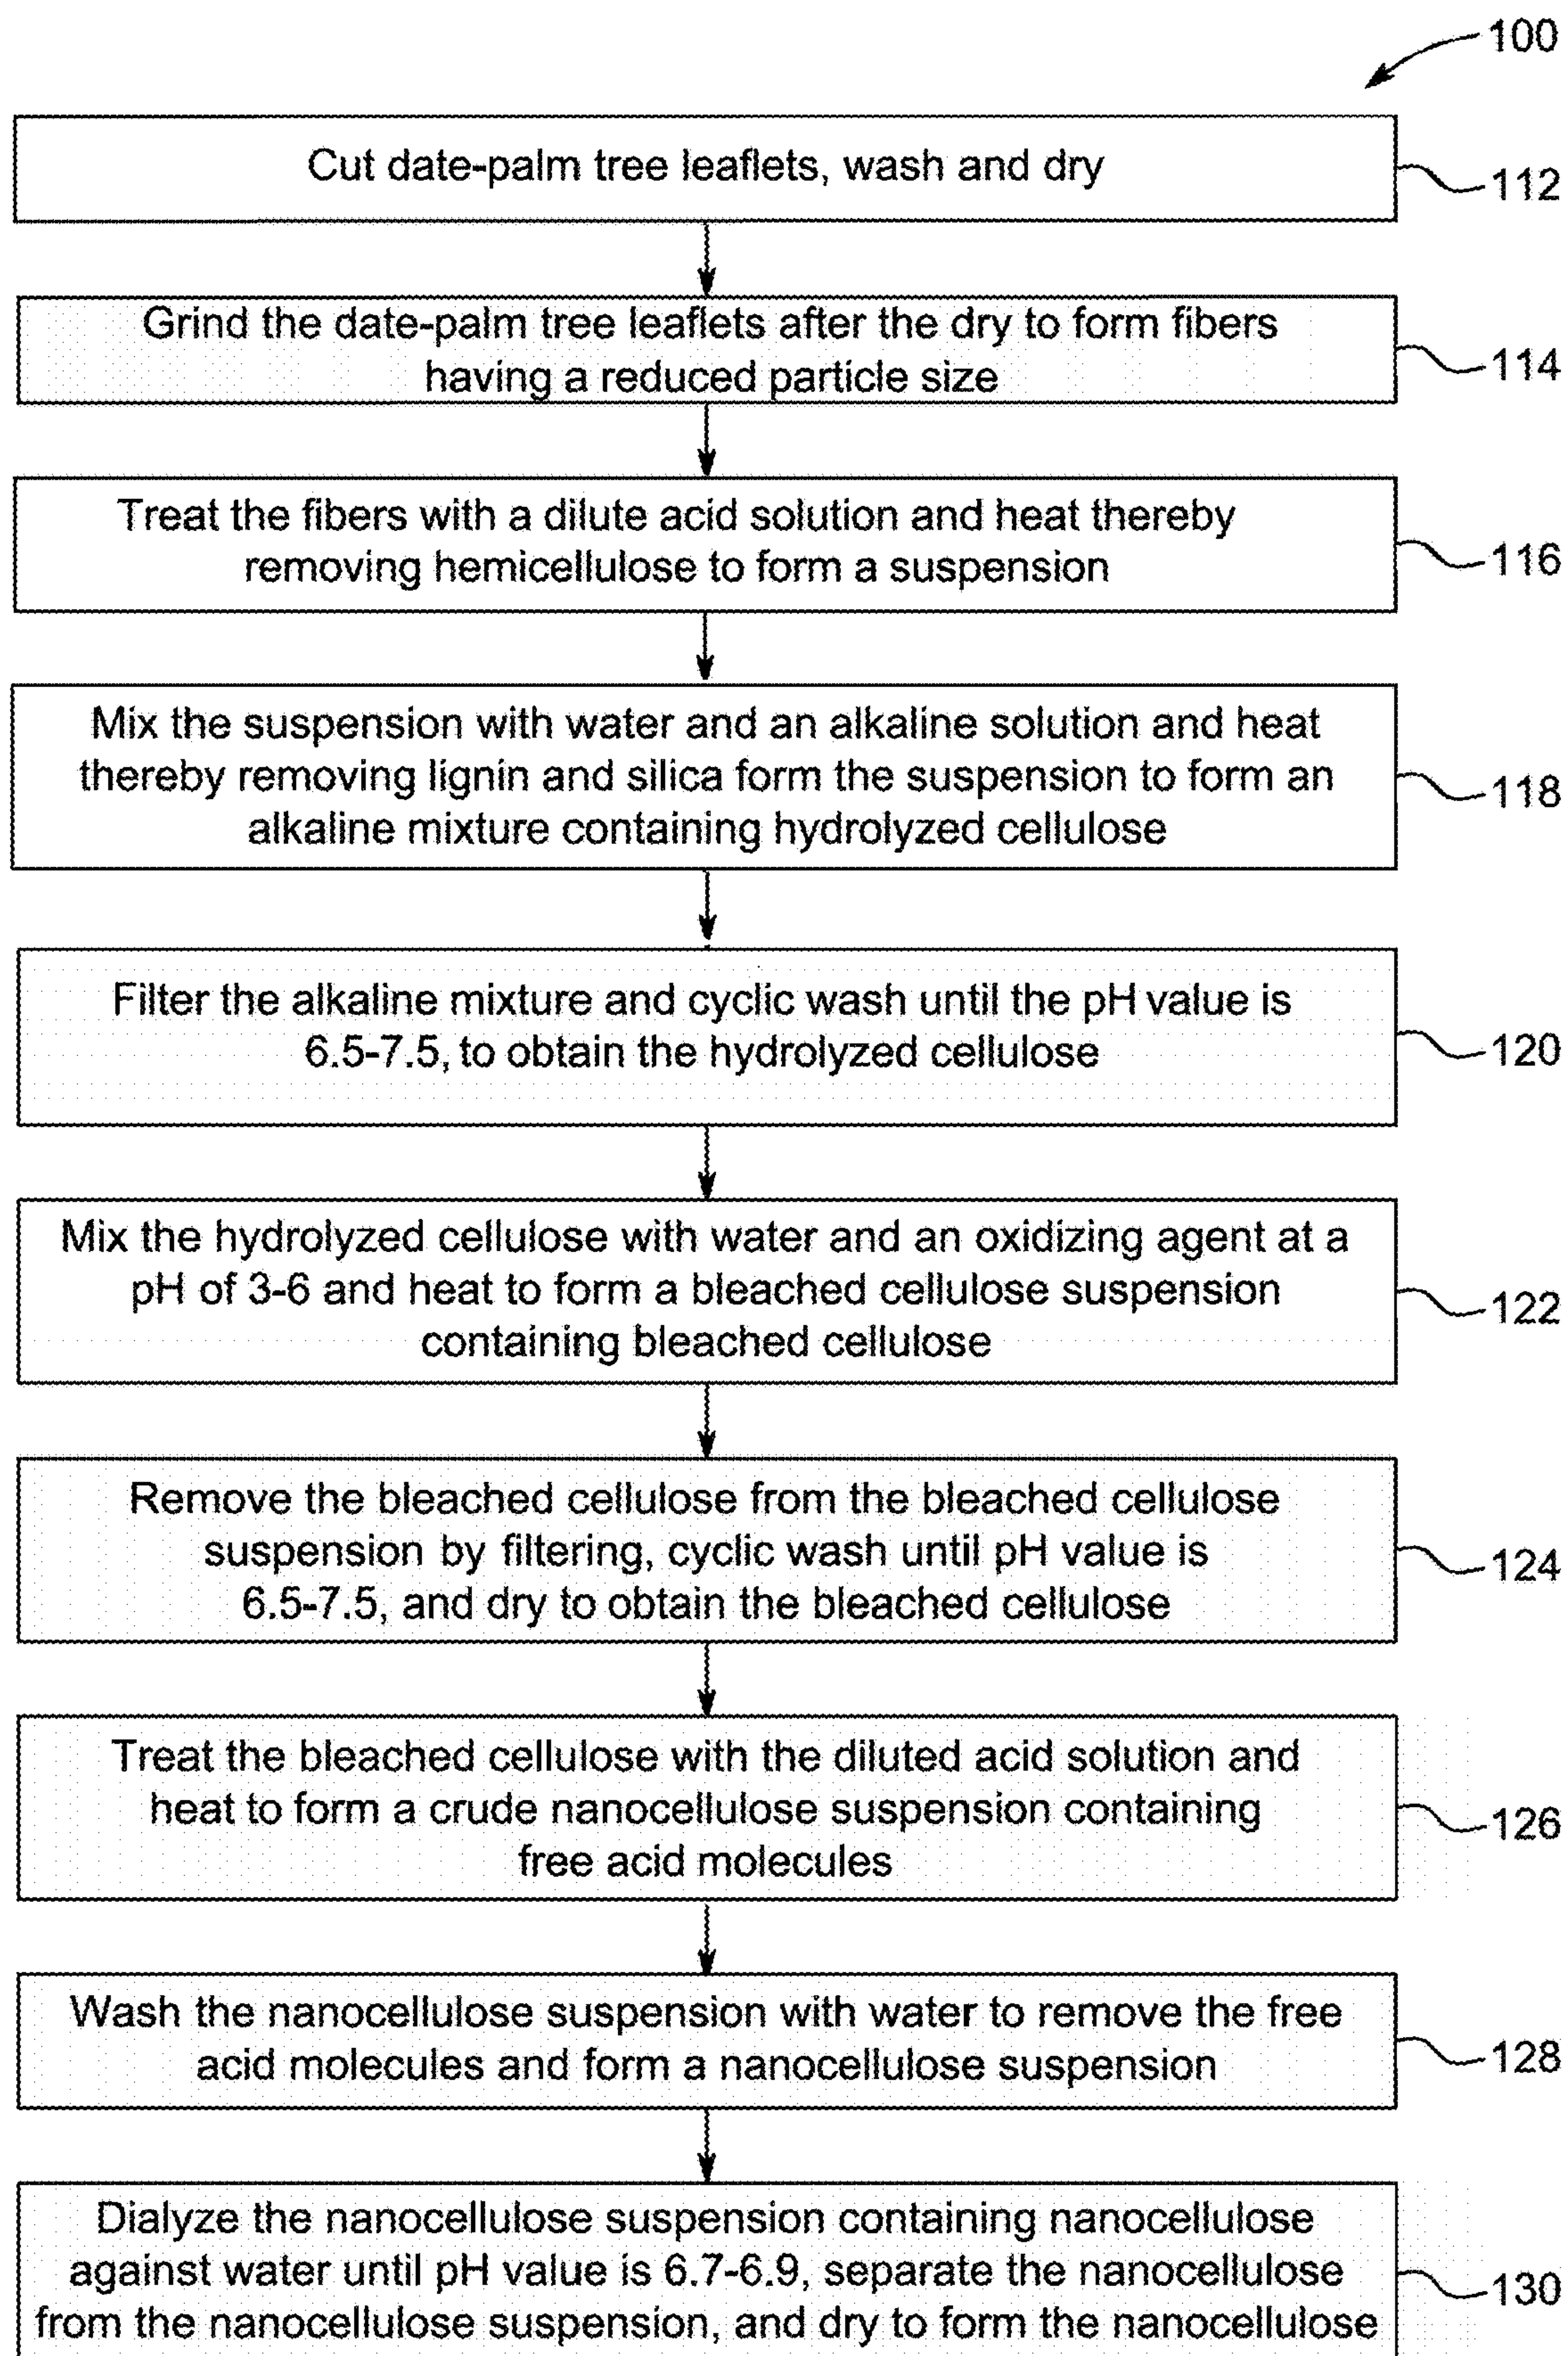 100
Cut date-palm tree leaflets, wash and dry
112
Grind the date-palm tree leaflets after the dry to form fibers
having a reduced particle size
114
Treat the fibers with a dilute acid solution and heat thereby
removing hemicellulose to form a suspension
116
Mix the suspension with water and an alkaline solution and heat
thereby removing lignin and silica form the suspension to form an
alkaline mixture containing hydrolyzed cellulose
118
Filter the alkaline mixture and cyclic wash until the pH value is
6.5-7.5, to obtain the hydrolyzed cellulose
120
Mix the hydrolyzed cellulose with water and an oxidizing agent at a
pH of 3-6 and heat to form a bleached cellulose suspension
containing bleached cellulose
122
Remove the bleached cellulose from the bleached cellulose
suspension by filtering, cyclic wash until pH value is
6.5-7.5, and dry to obtain the bleached cellulose
124
Treat the bleached cellulose with the diluted acid solution and
heat to form a crude nanocellulose suspension containing
free acid molecules
126
Wash the nanocellulose suspension with water to remove the free
acid molecules and form a nanocellulose suspension
128
Dialyze the nanocellulose suspension containing nanocellulose
against water until pH value is 6.7-6.9, separate the nanocellulose
from the nanocellulose suspension, and dry to form the nanocellulose
130